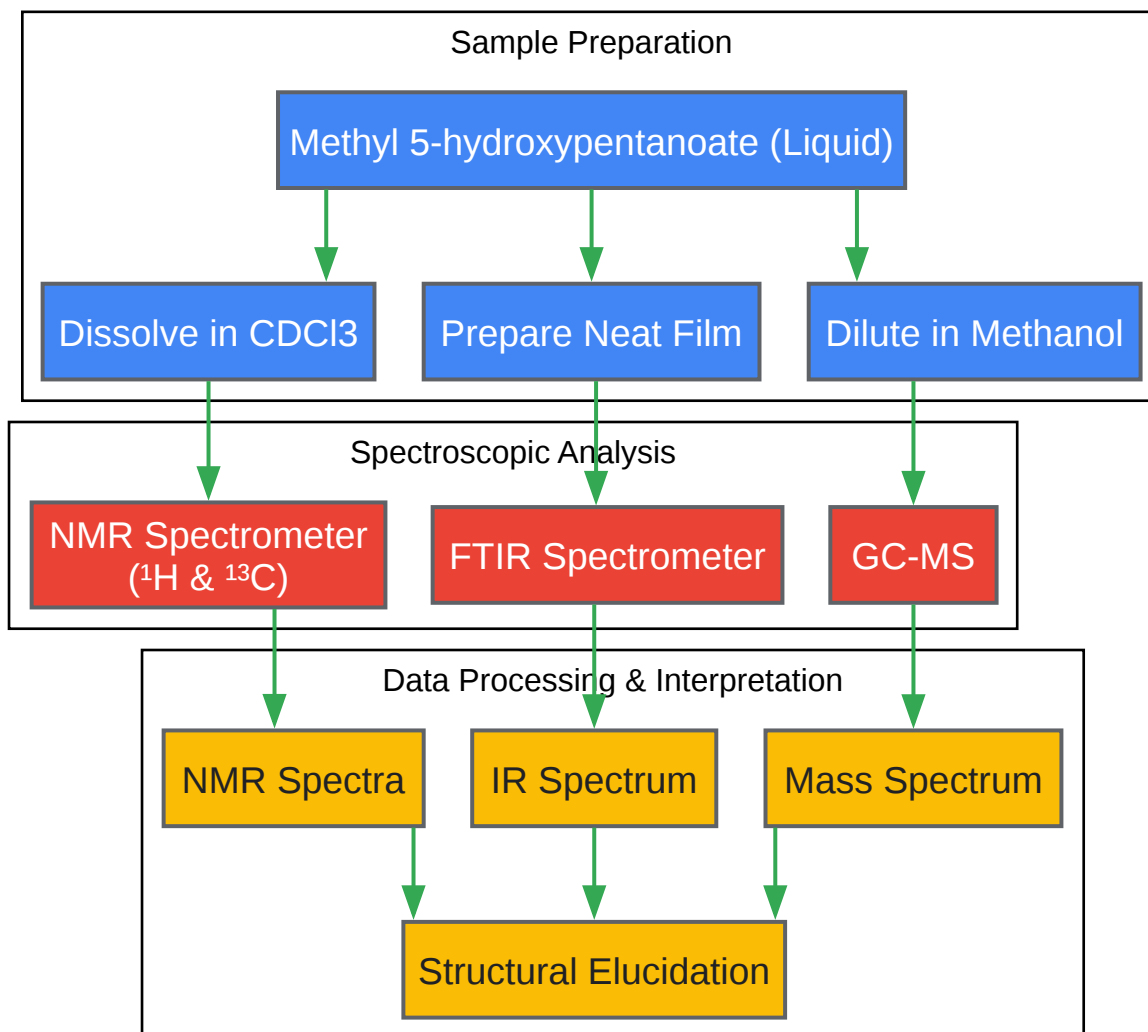 Sample Preparation
Methyl 5-hydroxypentanoate (Liquid)
Dissolve in CDCl3
Prepare Neat Film
Dilute in Methanol
Spectroscopic Analysis
NMR Spectrometer
(¹H & ¹³C)
FTIR Spectrometer
GC-MS
Data Processing & Interpretation
NMR Spectra
IR Spectrum
Mass Spectrum
Structural Elucidation